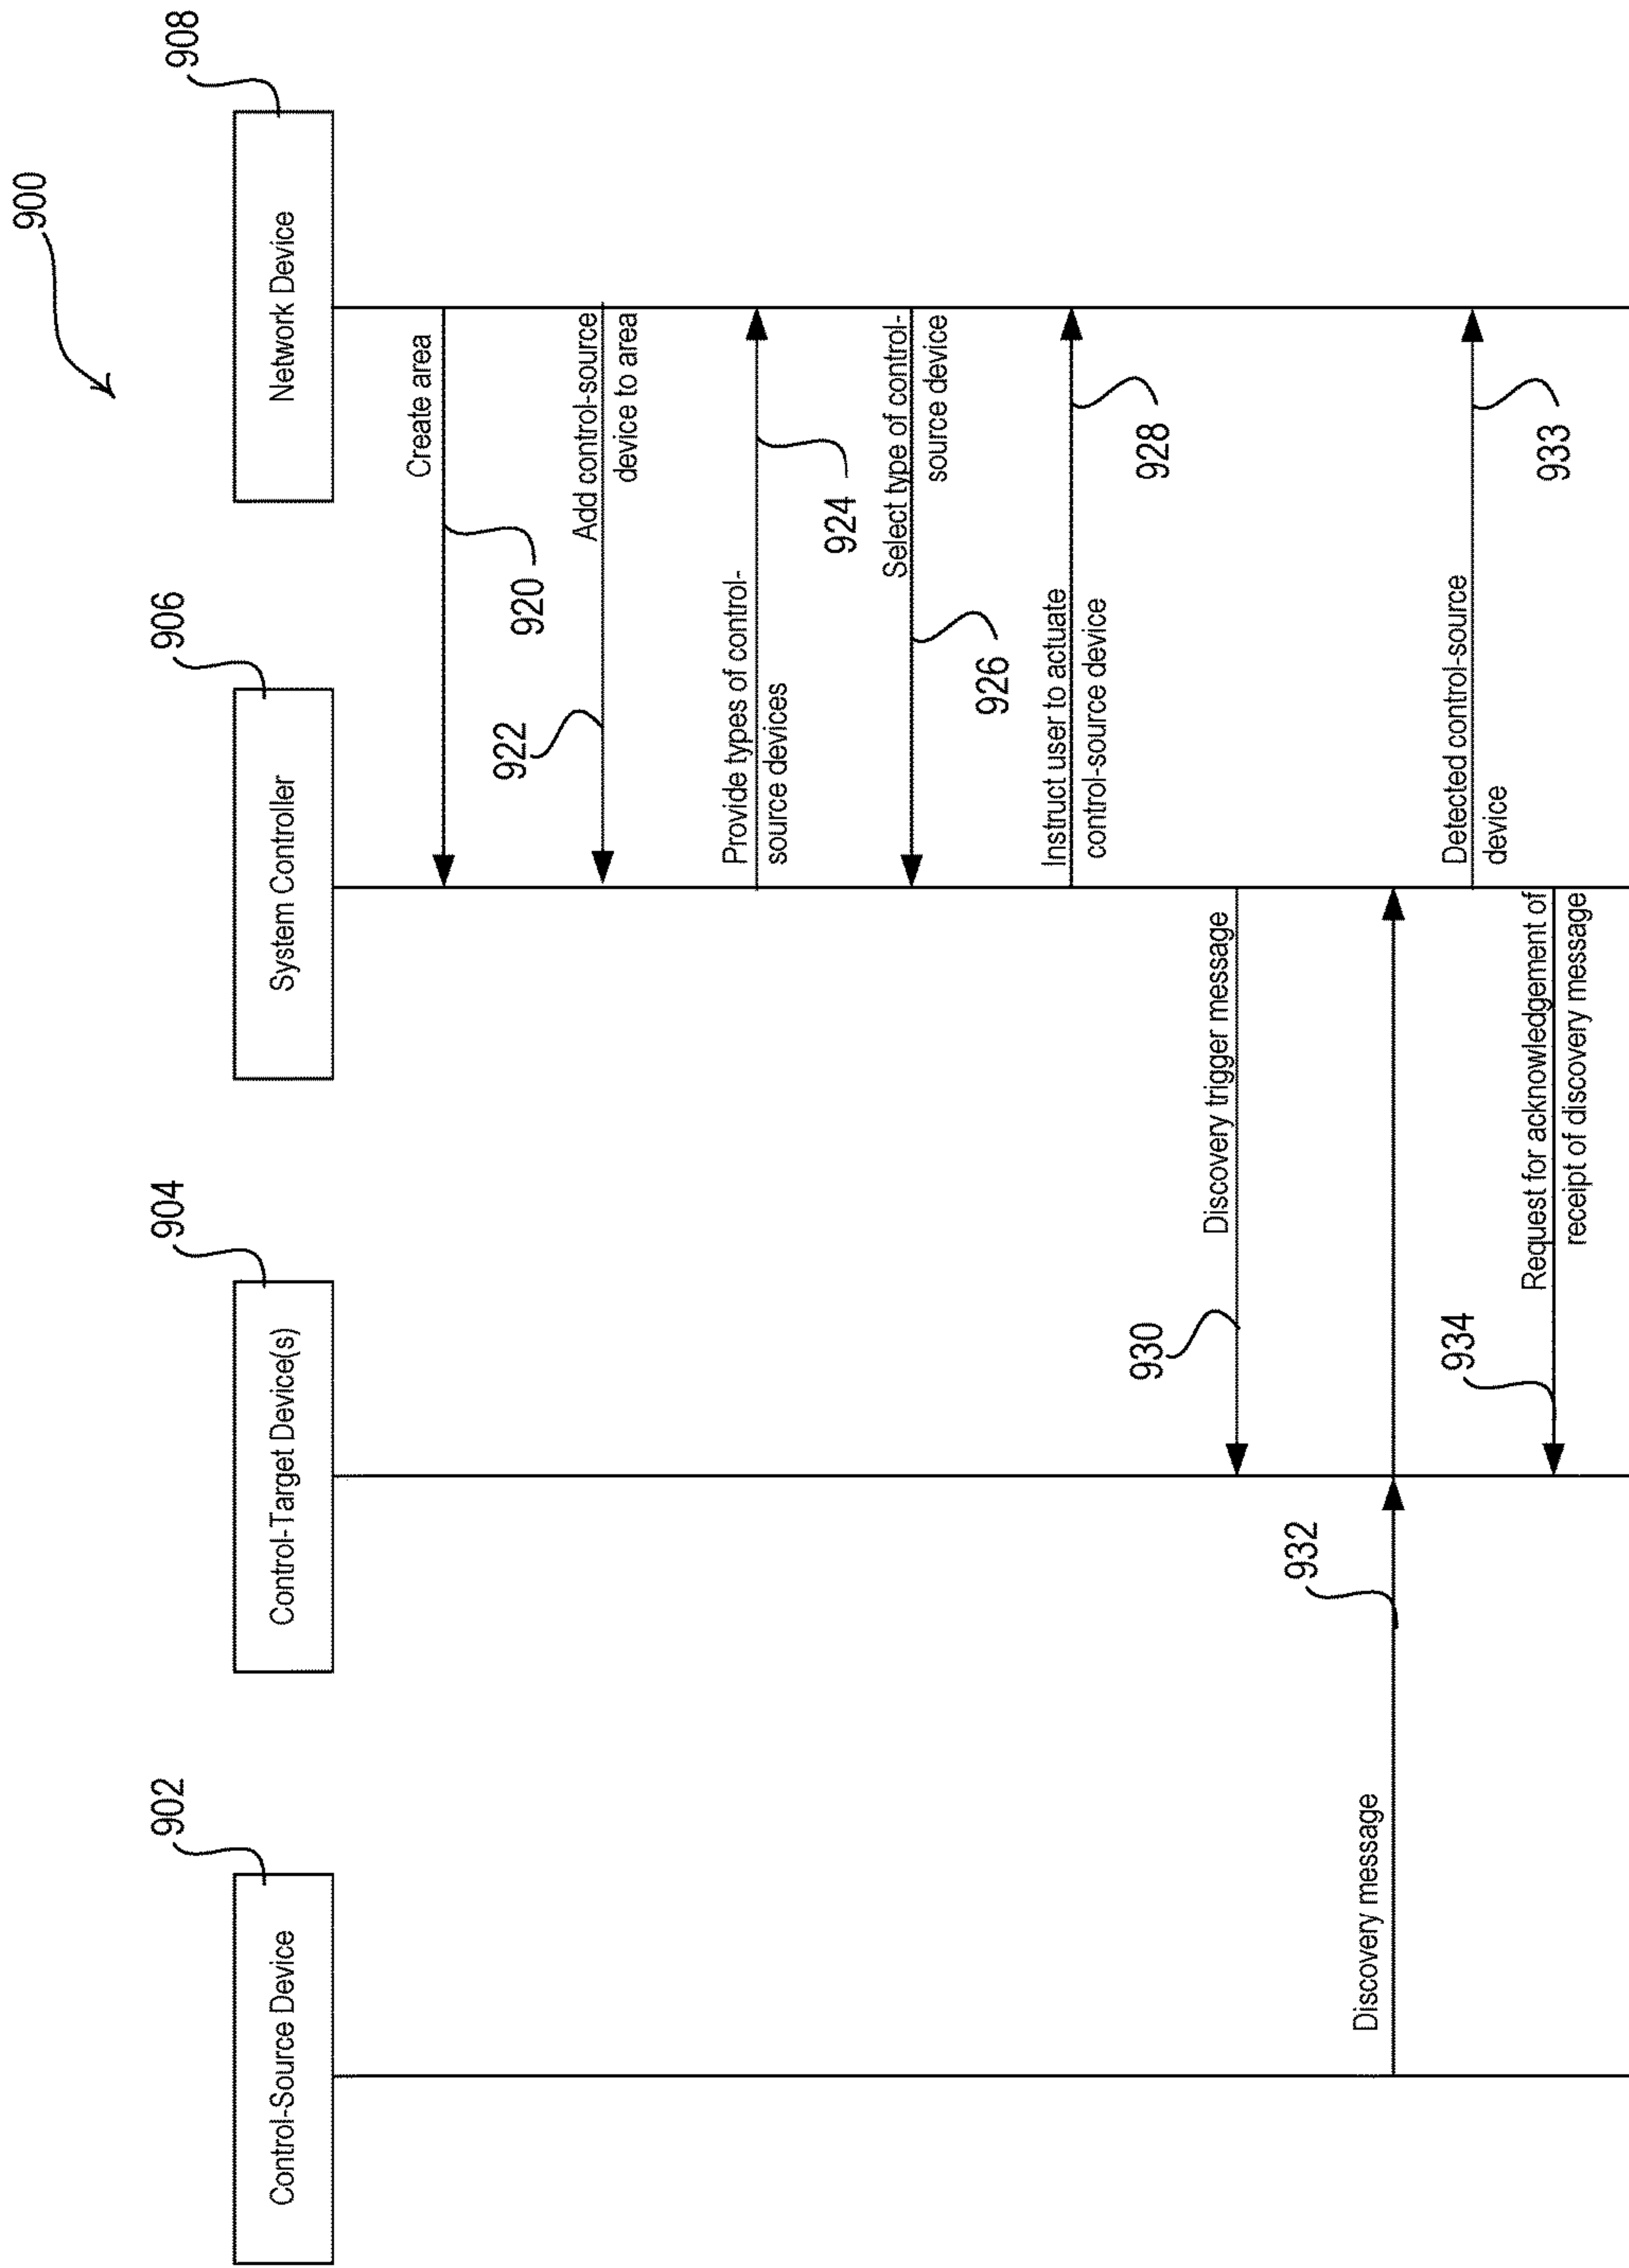 900
902
904
906
908
Control-Source Device
Control-Target Device(s)
System Controller
Network Device
Create area
920
Add control-source
device to area
922
Provide types of control-
source devices
924
Select type of control-
source device
926
Instruct user to actuate
control-source device
928
Discovery trigger message
930
Discovery message
932
Detected control-source
device
933
Request for acknowledgement of
receipt of discovery message
934